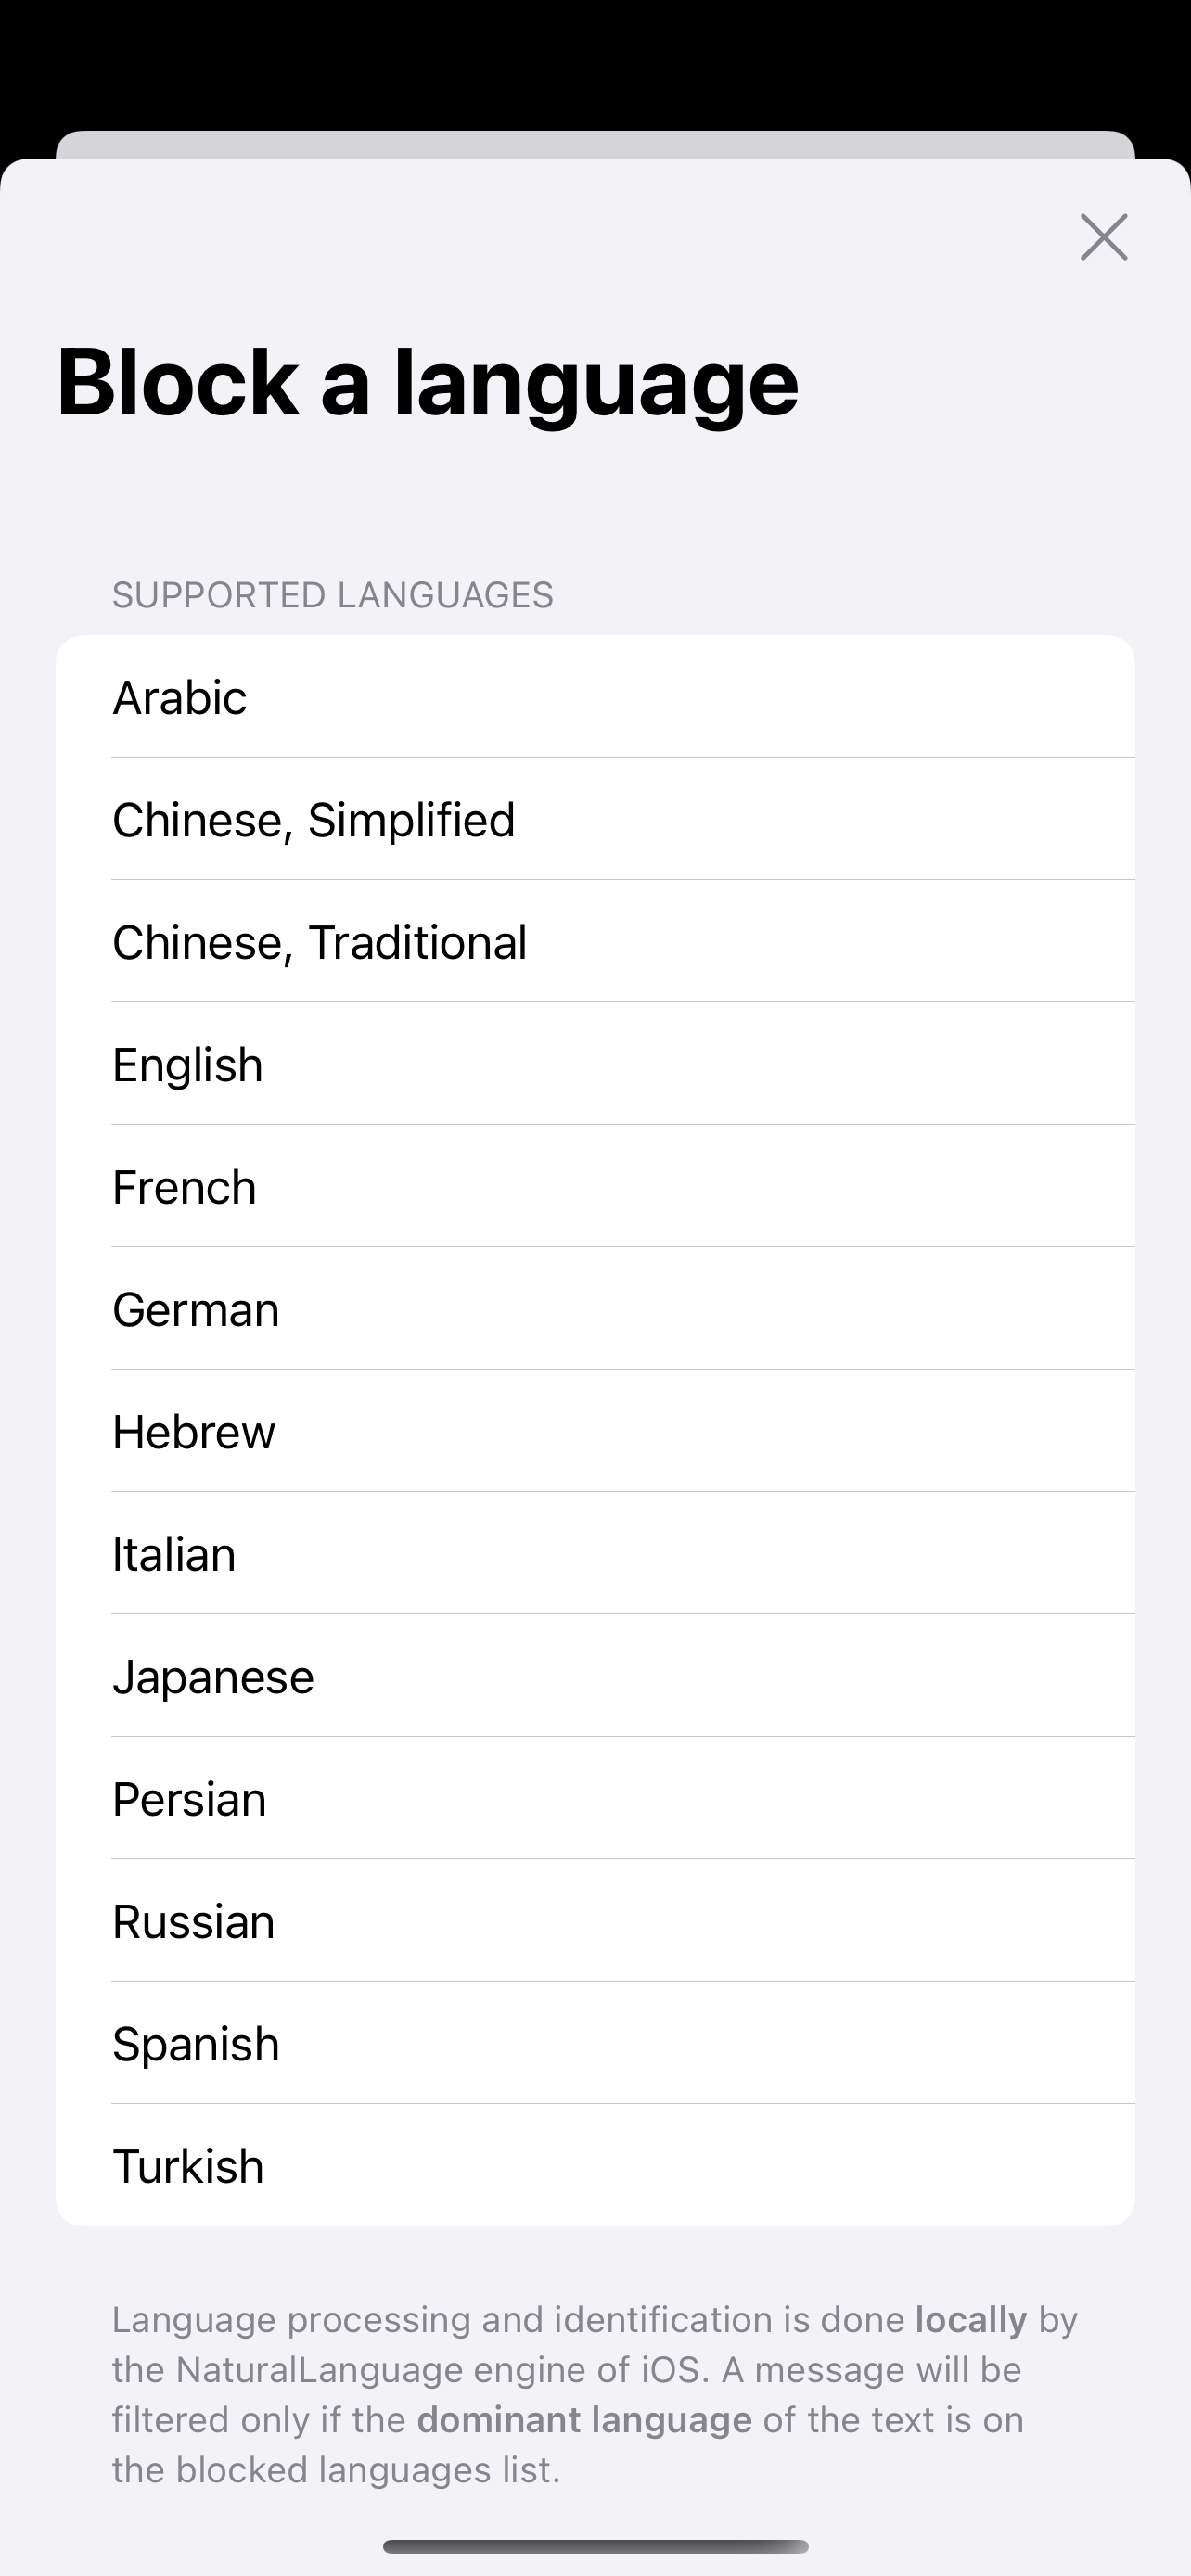 Block a language
SUPPORTED LANGUAGES
Arabic
Chinese, Simplified
Chinese, Traditional
English
French
German
Hebrew
Italian
Japanese
Persian
Russian
Spanish
Turkish
Language processing and identification is done locally by
the NaturalLanguage engine of iOS. A message will be
filtered only if the dominant language of the text is on
the blocked languages list.